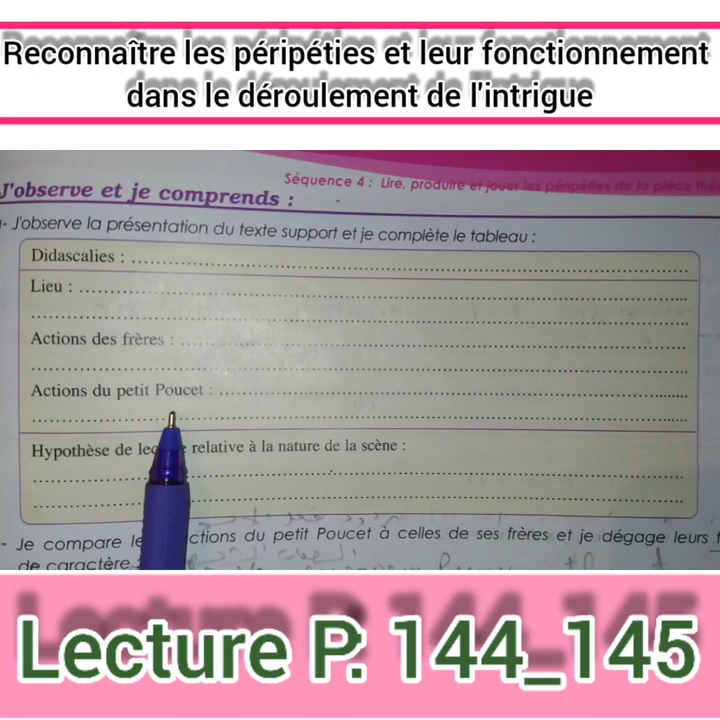 Reconnaître les péripéties et leur fonctionnement
dans le déroulement de l'intrigue
Séquence 4 : Lire, produire et jouer les péripéties de la pièce
J'observe et je comprends :
- J'observe la présentation du texte support et je complète le tableau :
Didascalies :
Lieu :
Actions des frères :
Actions du petit Poucet :
Hypothèse de relative à la nature de la scène :
- Je compare ctions du petit Poucet à celles de ses frères et je dégage leurs
de caractère
Lecture P. 144_145